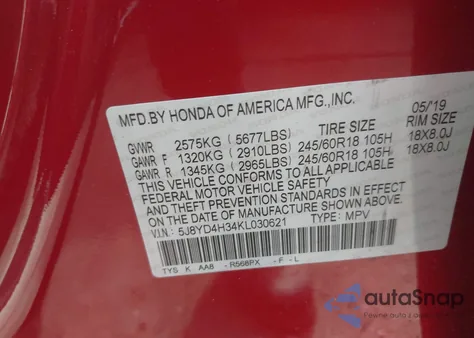 MFD.BY HONDA OF AMERICA MFG.,INC. 05/'19
GVWR 2575KG (5677LBS) TIRE SIZE RIM SIZE
GAWR F 1320KG (2910LBS) 245/60R18 105H 18X8.0J
GAWR R 1345KG (2965LBS) 245/60R18 105H 18X8.0J
THIS VEHICLE CONFORMS TO ALL APPLICABLE
FEDERAL MOTOR VEHICLE SAFETY AND
THEFT PREVENTION STANDARDS IN EFFECT ON
THE DATE OF MANUFACTURE SHOWN ABOVE.
V.I.N.: 5J8YD4H34KL030621 TYPE: MPV
TYS K AA8 - R568PX - F - L
autoSnap